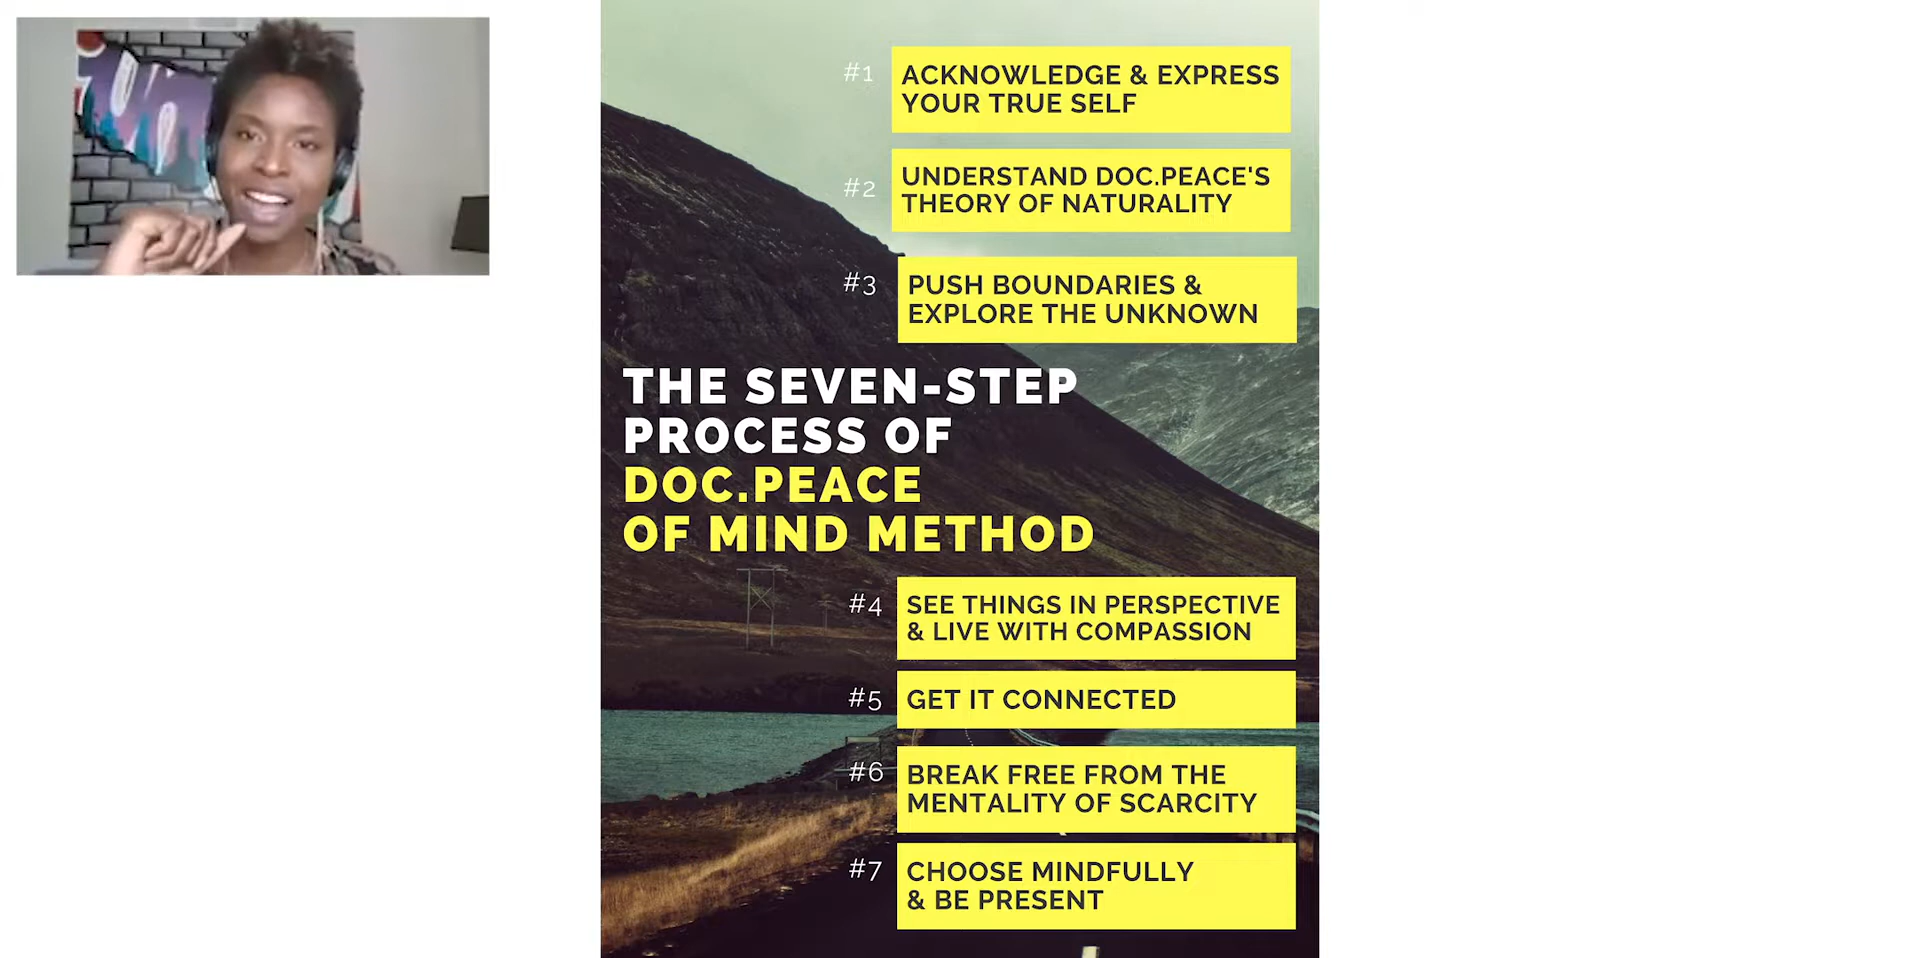 #1 ACKNOWLEDGE & EXPRESS
YOUR TRUE SELF
#2 UNDERSTAND DOC.PEACE'S
THEORY OF NATURALITY
#3 PUSH BOUNDARIES &
EXPLORE THE UNKNOWN
THE SEVEN-STEP
PROCESS OF
DOC.PEACE
OF MIND METHOD
#4 SEE THINGS IN PERSPECTIVE
& LIVE WITH COMPASSION
#5 GET IT CONNECTED
#6 BREAK FREE FROM THE
MENTALITY OF SCARCITY
#7 CHOOSE MINDFULLY
& BE PRESENT